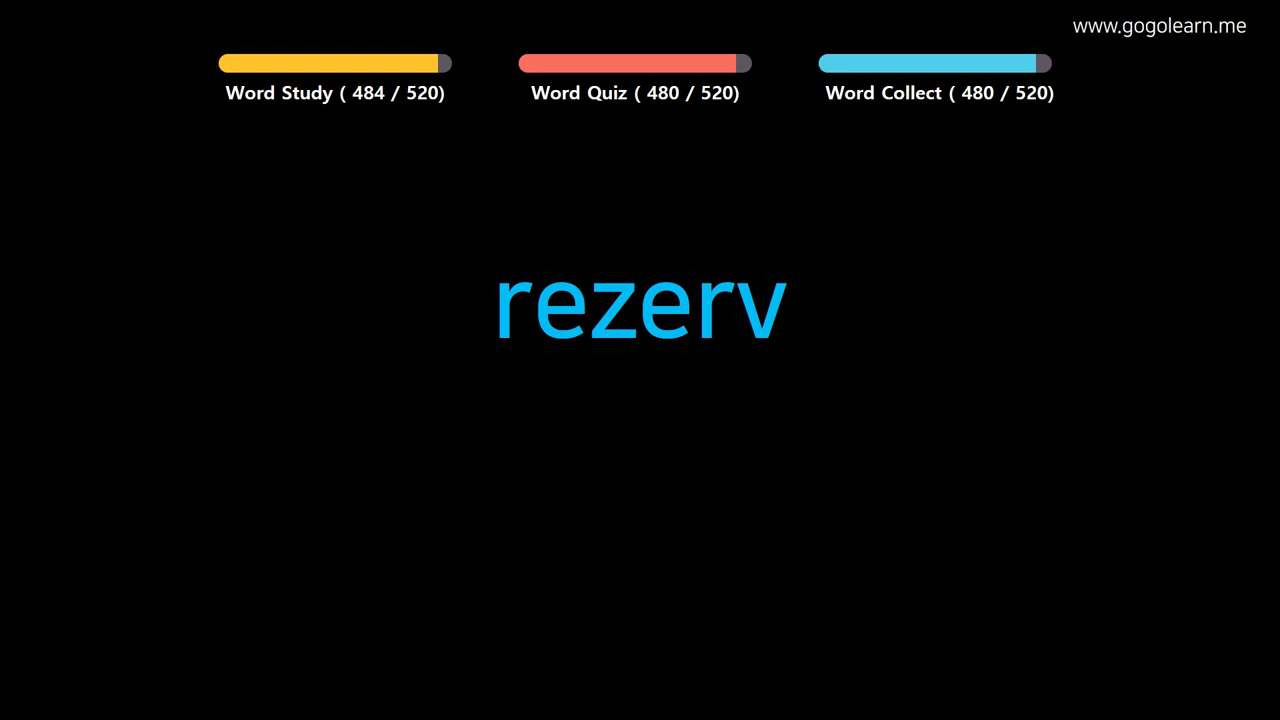 www.gogolearn.me
Word Study ( 484 / 520)
Word Quiz ( 480 / 520)
Word Collect ( 480 / 520)
rezerv